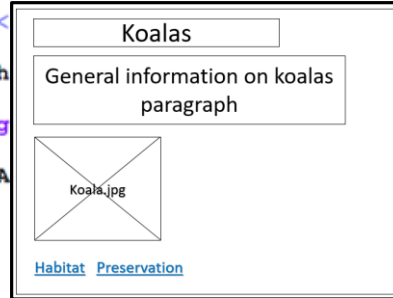 Koalas
General information on koalas
paragraph
Koala.jpg
Habitat Preservation